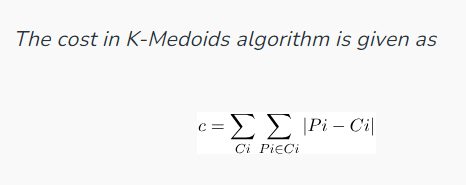 The cost in K-Medoids algorithm is given as
c = ∑ ∑ |Pi − Ci|
Ci Pi∈Ci